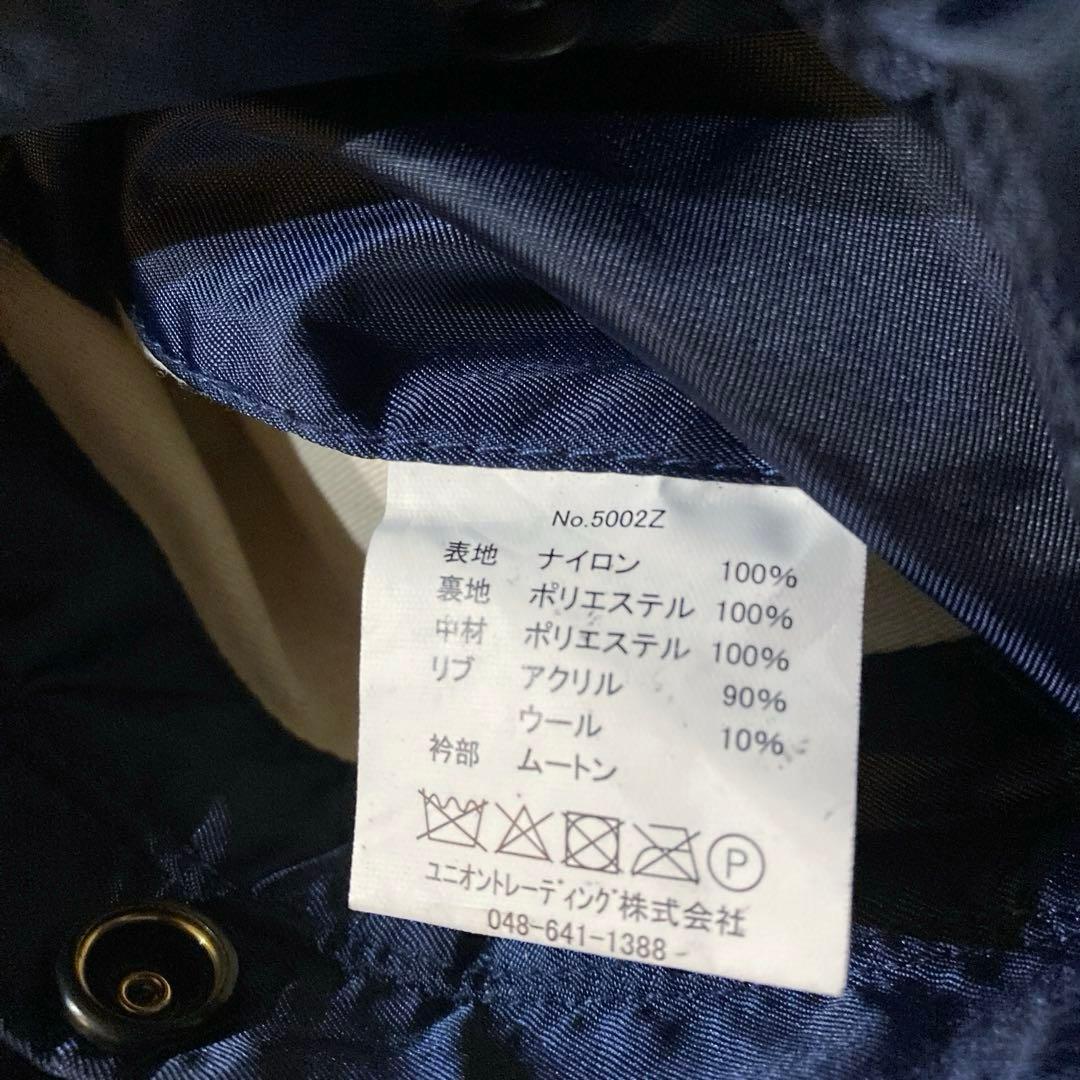 No.5002Z
表地 ナイロン 100%
裏地 ポリエステル 100%
中材 ポリエステル 100%
リブ アクリル 90%
ウール 10%
衿部 ムートン
P
ユニオントレーディング株式会社
048-641-1388